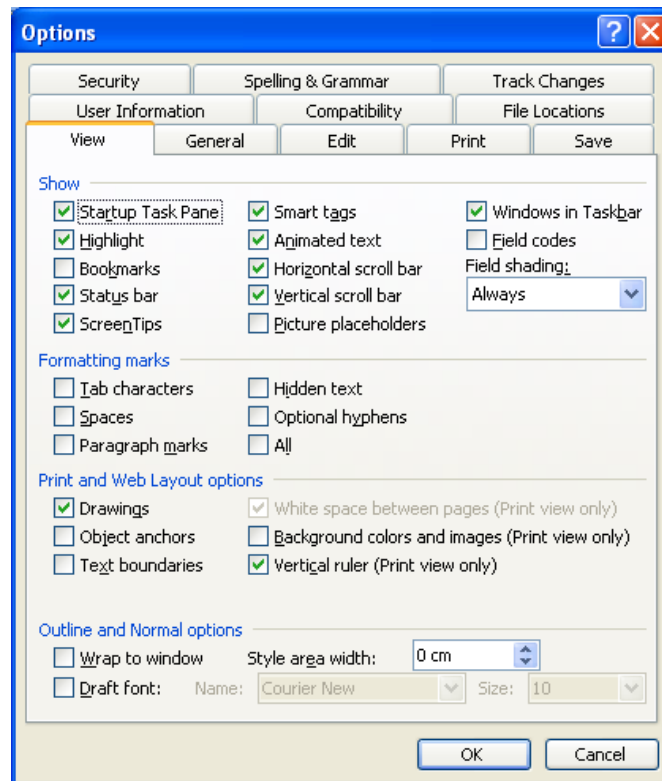 Options
Security Spelling & Grammar Track Changes
User Information Compatibility File Locations
View General Edit Print Save
Show
Startup Task Pane Smart tags Windows in Taskbar
Highlight Animated text Field codes
Bookmarks Horizontal scroll bar Field shading:
Status bar Vertical scroll bar Always
ScreenTips Picture placeholders
Formatting marks
Tab characters Hidden text
Spaces Optional hyphens
Paragraph marks All
Print and Web Layout options
Drawings White space between pages (Print view only)
Object anchors Background colors and images (Print view only)
Text boundaries Vertical ruler (Print view only)
Outline and Normal options
Wrap to window Style area width: 0 cm
Draft font: Name: Courier New Size: 10
OK Cancel